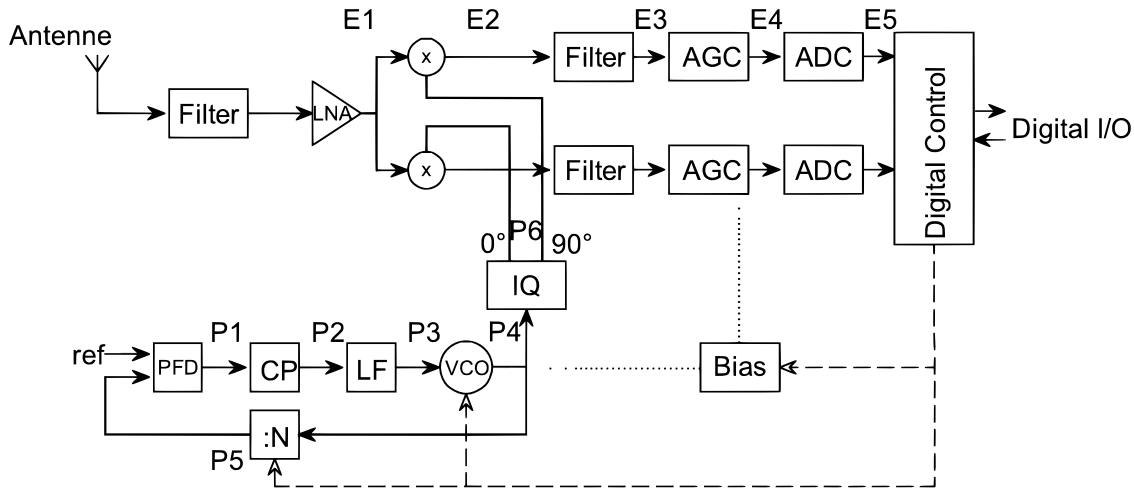 E1 E2 E3 E4 E5
Antenne
x
Filter AGC ADC
Filter LNA
Digital Control
Digital I/O
x
Filter AGC ADC
0° P6 90°
IQ
P1 P2 P3 P4
ref PFD CP LF VCO
Bias
:N
P5